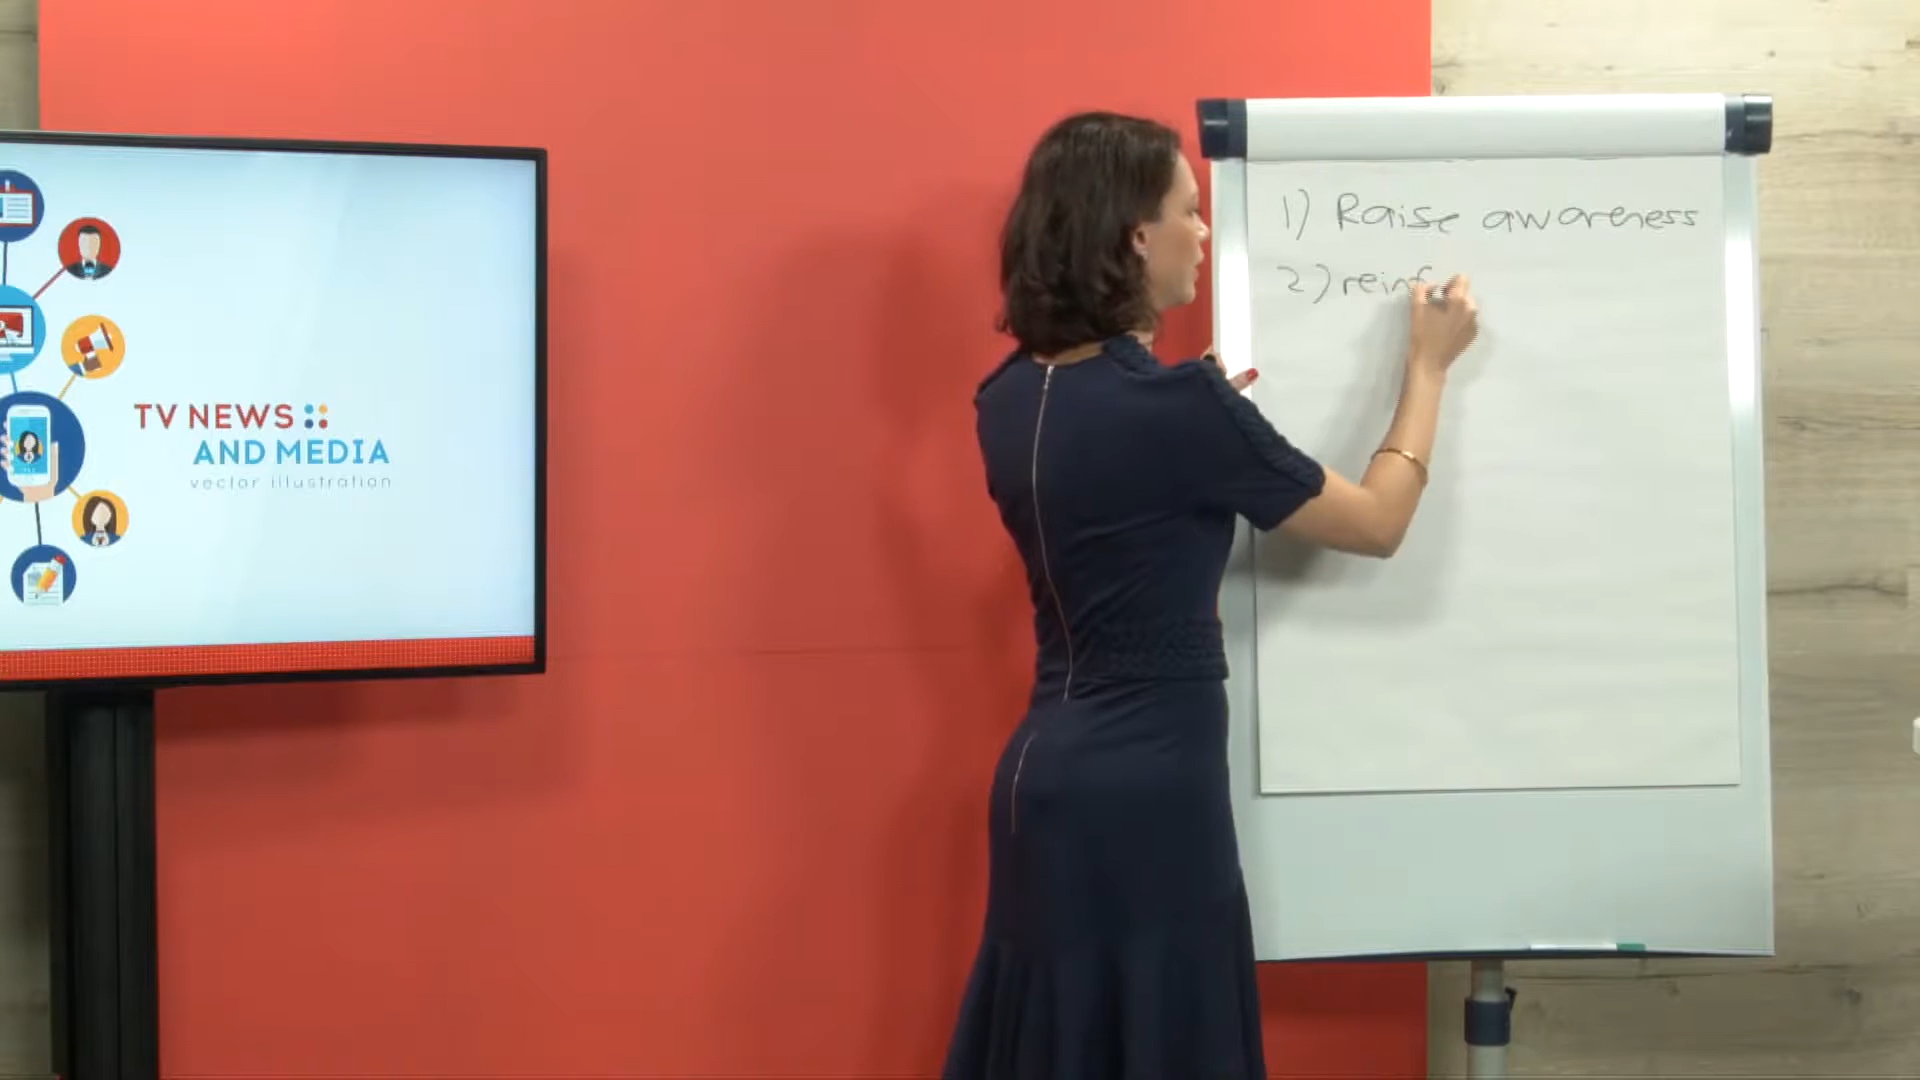 TV NEWS
AND MEDIA
vector illustration
1) Raise awareness
2) reinf